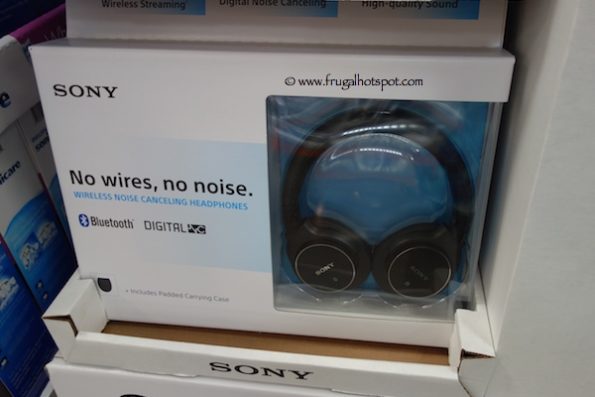 Wireless Streaming
Digital Noise Canceling
High-quality Sound
© www.frugalhotspot.com
SONY
No wires, no noise.
WIRELESS NOISE CANCELING HEADPHONES
Bluetooth
DIGITAL NC
+ Includes Padded Carrying Case
SONY
SONY
SONY